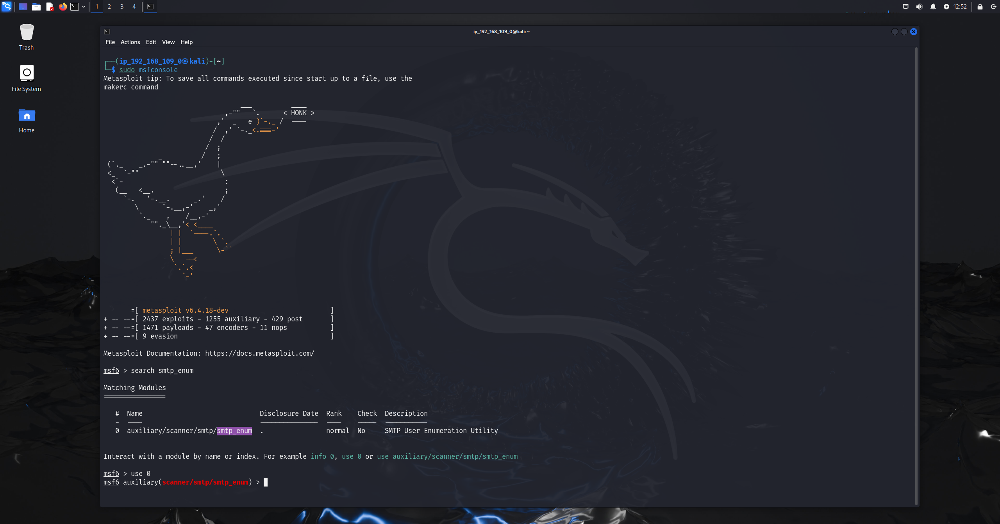 1 2 3 4
12:52
Trash
File System
Home
ip_192_168_109_0@kali: ~
File Actions Edit View Help
┌──(ip_192_168_109_0㉿kali)-[~]
└─$ sudo msfconsole
Metasploit tip: To save all commands executed since start up to a file, use the
makerc command
< HONK >
=[ metasploit v6.4.18-dev ]
+ -- --=[ 2437 exploits - 1255 auxiliary - 429 post ]
+ -- --=[ 1471 payloads - 47 encoders - 11 nops ]
+ -- --=[ 9 evasion ]
Metasploit Documentation: https://docs.metasploit.com/
msf6 > search smtp_enum
Matching Modules
================
# Name Disclosure Date Rank Check Description
- ---- --------------- ---- ----- -----------
0 auxiliary/scanner/smtp/smtp_enum . normal No SMTP User Enumeration Utility
Interact with a module by name or index. For example info 0, use 0 or use auxiliary/scanner/smtp/smtp_enum
msf6 > use 0
msf6 auxiliary(scanner/smtp/smtp_enum) >